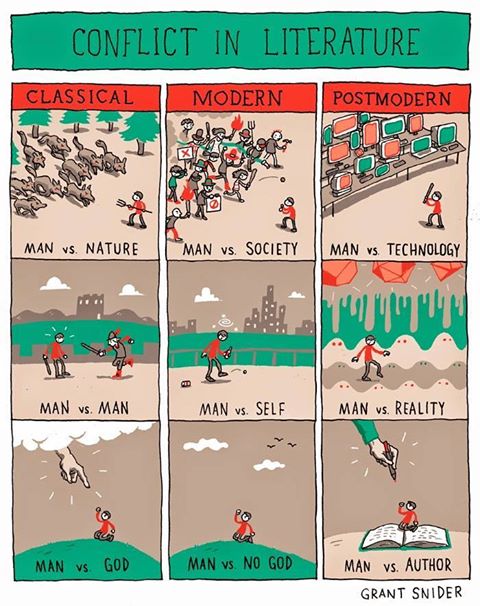 CONFLICT IN LITERATURE
CLASSICAL
MODERN
POSTMODERN
MAN vs. NATURE
MAN vs. SOCIETY
MAN vs. TECHNOLOGY
MAN vs. MAN
MAN vs. SELF
MAN vs. REALITY
MAN vs. GOD
MAN vs. NO GOD
MAN vs. AUTHOR
GRANT SNIDER